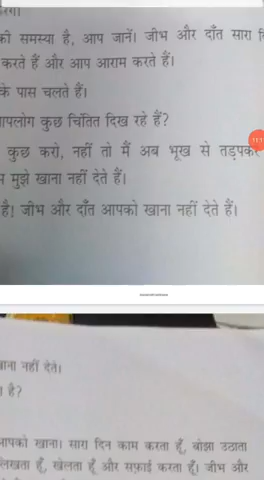 की समस्या है, आप जानें। जीभ और दाँत सारा
करते हैं और आप आराम करते हैं।
के पास चलते हैं।
आपलोग कुछ चिंतित दिख रहे हैं?
कुछ करो, नहीं तो मैं अब भूख से तड़पकर
मुझे खाना नहीं देते हैं।
है! जीभ और दाँत आपको खाना नहीं देते हैं।
खाना नहीं देते।
है?
आपको खाना। सारा दिन काम करता हूँ, बोझा उठाता
लिखता हूँ, खेलता हूँ और सफ़ाई करता हूँ। जीभ और